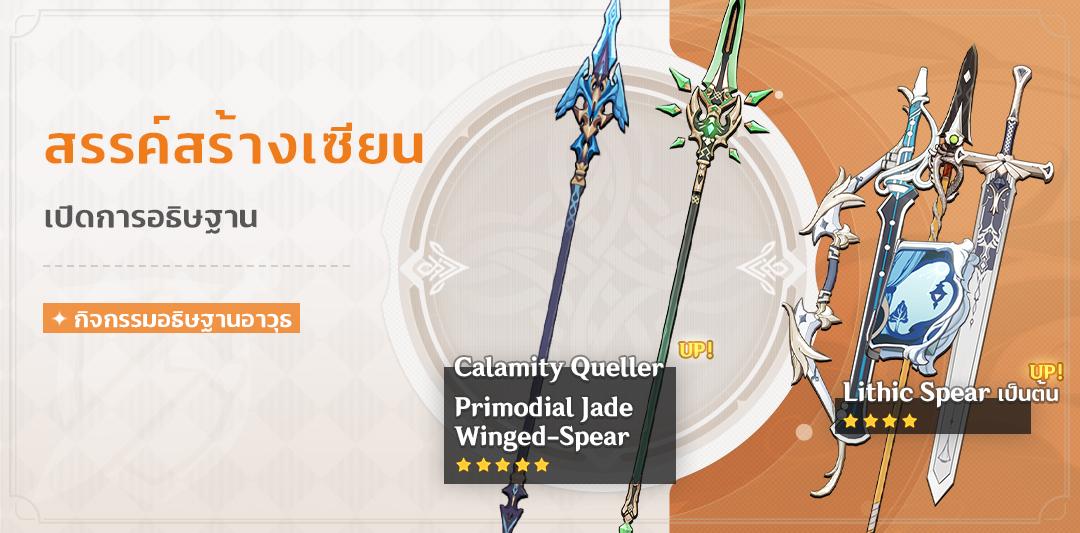 สรรค์สร้างเซียน
เปิดการอธิษฐาน
✦ กิจกรรมอธิษฐานอาวุธ
UP!
Calamity Queller
Primodial Jade
Winged-Spear
★★★★★
UP!
Lithic Spear เป็นต้น
★★★★